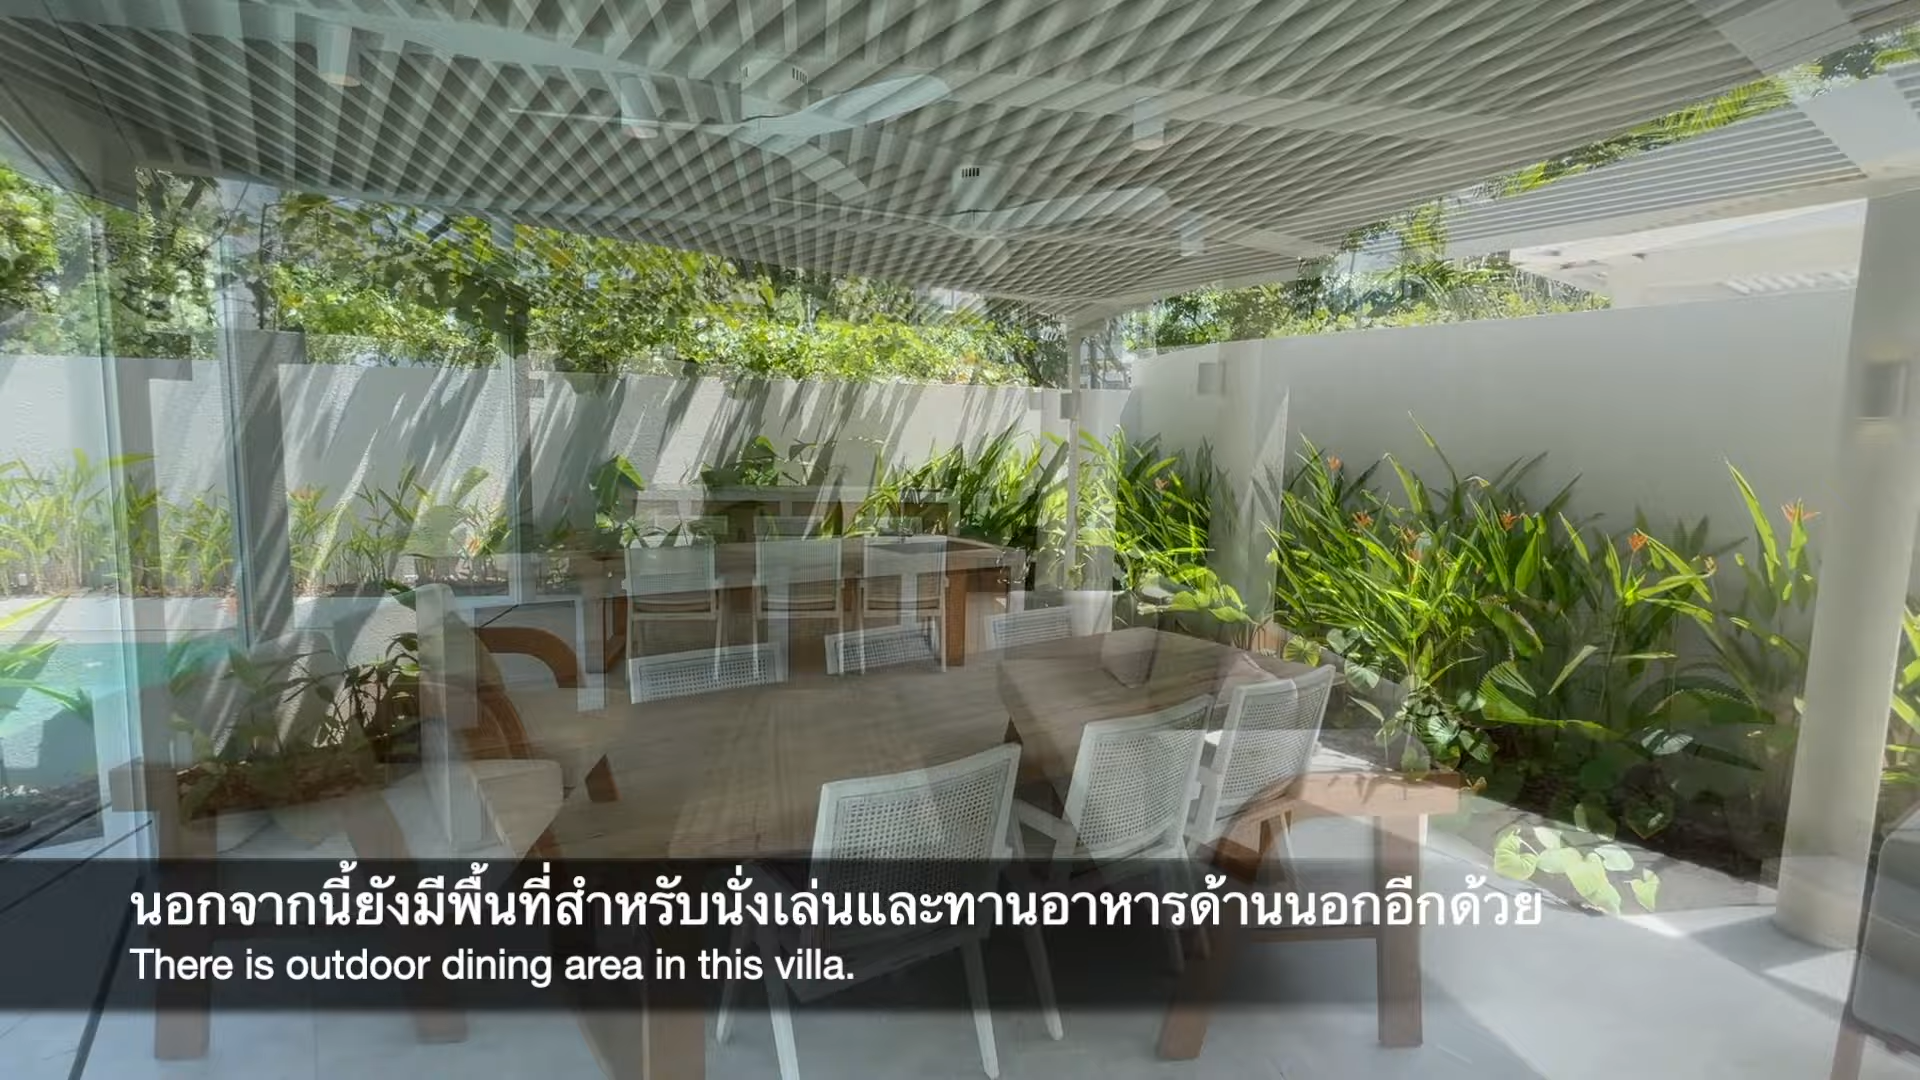 นอกจากนี้ยังมีพื้นที่สำหรับนั่งเล่นและทานอาหารด้านนอกอีกด้วย
There is outdoor dining area in this villa.